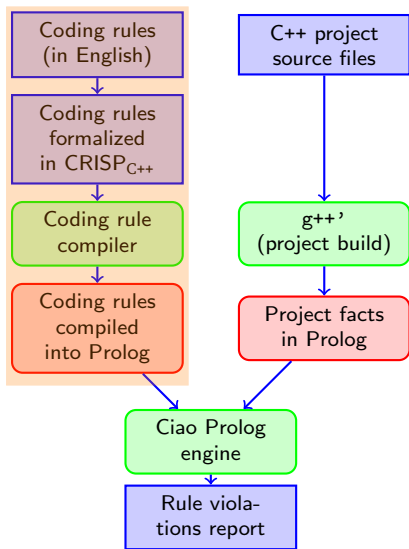 Coding rules
(in English)
Coding rules
formalized
in CRISP_C++
Coding rule
compiler
Coding rules
compiled
into Prolog
C++ project
source files
g++’
(project build)
Project facts
in Prolog
Ciao Prolog
engine
Rule viola-
tions report